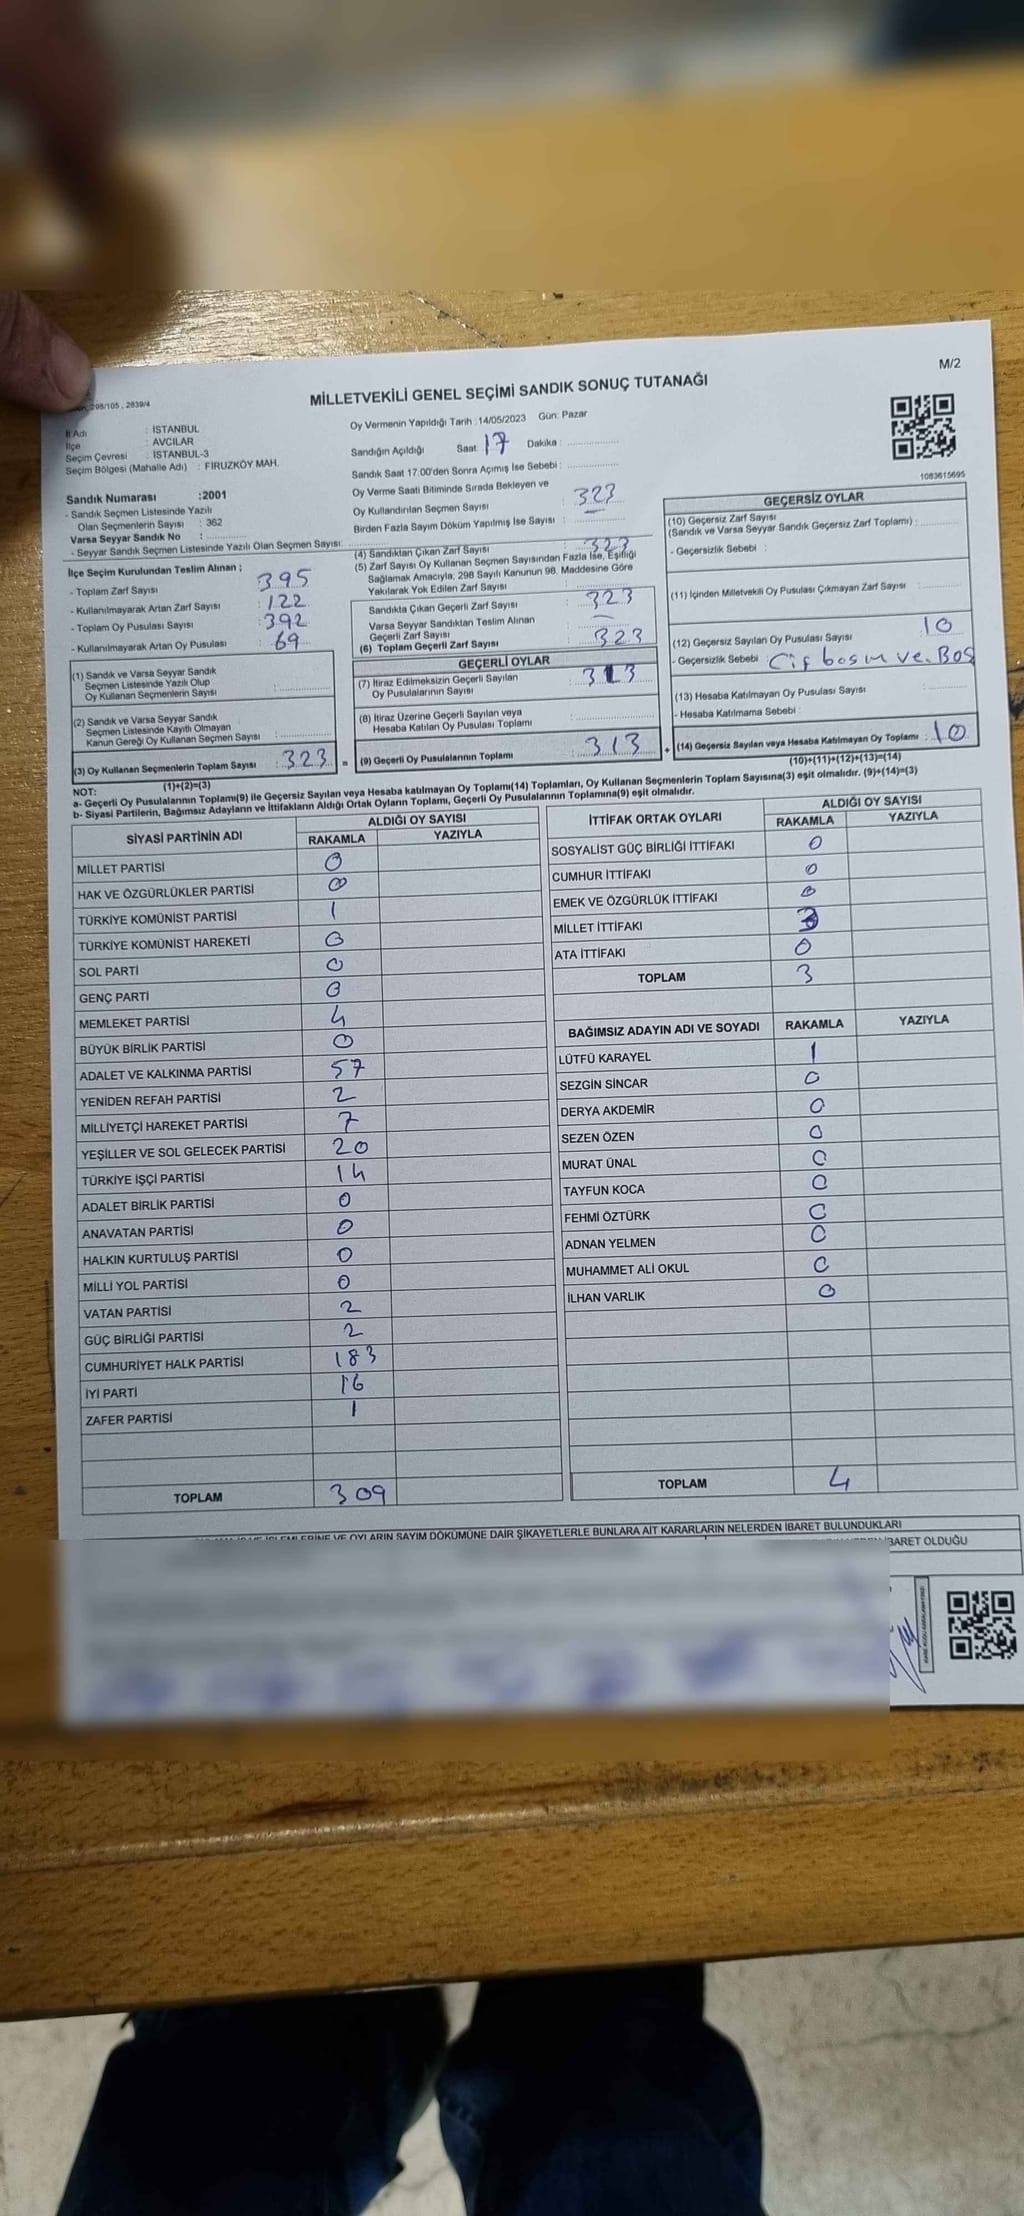 M/2
MİLLETVEKİLİ GENEL SEÇİMİ SANDIK SONUÇ TUTANAĞI
298/105 , 2839/4
İl Adı : İSTANBUL
İlçe : AVCILAR
Seçim Çevresi : İSTANBUL-3
Seçim Bölgesi (Mahalle Adı) : FİRUZKÖY MAH.
Oy Vermenin Yapıldığı Tarih : 14/05/2023 Gün: Pazar
Sandığın Açıldığı Saat : 17 Dakika :
Sandık Saat 17:00'den Sonra Açımış İse Sebebi :
Oy Verme Saati Bitiminde Sırada Bekleyen ve
Oy Kullandırılan Seçmen Sayısı : 323
Birden Fazla Sayım Döküm Yapılmış İse Sayısı :
1083615695
Sandık Numarası : 2001
- Sandık Seçmen Listesinde Yazılı
Olan Seçmenlerin Sayısı : 362
Varsa Seyyar Sandık No :
- Seyyar Sandık Seçmen Listesinde Yazılı Olan Seçmen Sayısı:
İlçe Seçim Kurulundan Teslim Alınan ;
- Toplam Zarf Sayısı : 395
- Kullanılmayarak Artan Zarf Sayısı : 122
- Toplam Oy Pusulası Sayısı : 392
- Kullanılmayarak Artan Oy Pusulası : 69
(4) Sandıktan Çıkan Zarf Sayısı : 323
(5) Zarf Sayısı Oy Kullanan Seçmen Sayısından Fazla İse, Eşitliği
Sağlamak Amacıyla, 298 Sayılı Kanunun 98. Maddesine Göre
Yakılarak Yok Edilen Zarf Sayısı :
Sandıkta Çıkan Geçerli Zarf Sayısı : 323
Varsa Seyyar Sandıktan Teslim Alınan
Geçerli Zarf Sayısı : —
(6) Toplam Geçerli Zarf Sayısı : 323
GEÇERSİZ OYLAR
(10) Geçersiz Zarf Sayısı
(Sandık ve Varsa Seyyar Sandık Geçersiz Zarf Toplamı) :
- Geçersizlik Sebebi :
(11) İçinden Milletvekili Oy Pusulası Çıkmayan Zarf Sayısı :
(12) Geçersiz Sayılan Oy Pusulası Sayısı : 10
- Geçersizlik Sebebi : Çif basım ve Boş
(13) Hesaba Katılmayan Oy Pusulası Sayısı :
- Hesaba Katılmama Sebebi :
(14) Geçersiz Sayılan veya Hesaba Katılmayan Oy Toplamı : 10
(10)+(11)+(12)+(13)=(14)
(1) Sandık ve Varsa Seyyar Sandık
Seçmen Listesinde Yazılı Olup
Oy Kullanan Seçmenlerin Sayısı :
(2) Sandık ve Varsa Seyyar Sandık
Seçmen Listesinde Kayıtlı Olmayan
Kanun Gereği Oy Kullanan Seçmen Sayısı :
(3) Oy Kullanan Seçmenlerin Toplam Sayısı : 323
(1)+(2)=(3)
=
GEÇERLİ OYLAR
(7) İtiraz Edilmeksizin Geçerli Sayılan
Oy Pusulalarının Sayısı : 313
(8) İtiraz Üzerine Geçerli Sayılan veya
Hesaba Katılan Oy Pusulası Toplamı :
(9) Geçerli Oy Pusulalarının Toplamı : 313
+
NOT:
a- Geçerli Oy Pusulalarının Toplamı(9) ile Geçersiz Sayılan veya Hesaba katılmayan Oy Toplamı(14) Toplamları, Oy Kullanan Seçmenlerin Toplam Sayısına(3) eşit olmalıdır. (9)+(14)=(3)
b- Siyasi Partilerin, Bağımsız Adayların ve İttifakların Aldığı Ortak Oyların Toplamı, Geçerli Oy Pusulalarının Toplamına(9) eşit olmalıdır.
SİYASİ PARTİNİN ADI ALDIĞI OY SAYISI
RAKAMLA YAZIYLA
MİLLET PARTİSİ 0
HAK VE ÖZGÜRLÜKLER PARTİSİ 0
TÜRKİYE KOMÜNİST PARTİSİ 1
TÜRKİYE KOMÜNİST HAREKETİ 0
SOL PARTİ 0
GENÇ PARTİ 0
MEMLEKET PARTİSİ 4
BÜYÜK BİRLİK PARTİSİ 0
ADALET VE KALKINMA PARTİSİ 57
YENİDEN REFAH PARTİSİ 2
MİLLİYETÇİ HAREKET PARTİSİ 7
YEŞİLLER VE SOL GELECEK PARTİSİ 20
TÜRKİYE İŞÇİ PARTİSİ 14
ADALET BİRLİK PARTİSİ 0
ANAVATAN PARTİSİ 0
HALKIN KURTULUŞ PARTİSİ 0
MİLLİ YOL PARTİSİ 0
VATAN PARTİSİ 2
GÜÇ BİRLİĞİ PARTİSİ 2
CUMHURİYET HALK PARTİSİ 183
İYİ PARTİ 16
ZAFER PARTİSİ 1
TOPLAM 309
İTTİFAK ORTAK OYLARI ALDIĞI OY SAYISI
RAKAMLA YAZIYLA
SOSYALİST GÜÇ BİRLİĞİ İTTİFAKI 0
CUMHUR İTTİFAKI 0
EMEK VE ÖZGÜRLÜK İTTİFAKI 0
MİLLET İTTİFAKI 3
ATA İTTİFAKI 0
TOPLAM 3
BAĞIMSIZ ADAYIN ADI VE SOYADI RAKAMLA YAZIYLA
LÜTFÜ KARAYEL 1
SEZGİN SİNCAR 0
DERYA AKDEMİR 0
SEZEN ÖZEN 0
MURAT ÜNAL 0
TAYFUN KOCA 0
FEHMİ ÖZTÜRK 0
ADNAN YELMEN 0
MUHAMMET ALİ OKUL 0
İLHAN VARLIK 0
TOPLAM 4
İŞLEMLERİNE VE OYLARIN SAYIM DÖKÜMÜNE DAİR ŞİKAYETLERLE BUNLARA AİT KARARLARIN NELERDEN İBARET BULUNDUKLARI
İBARET OLDUĞU